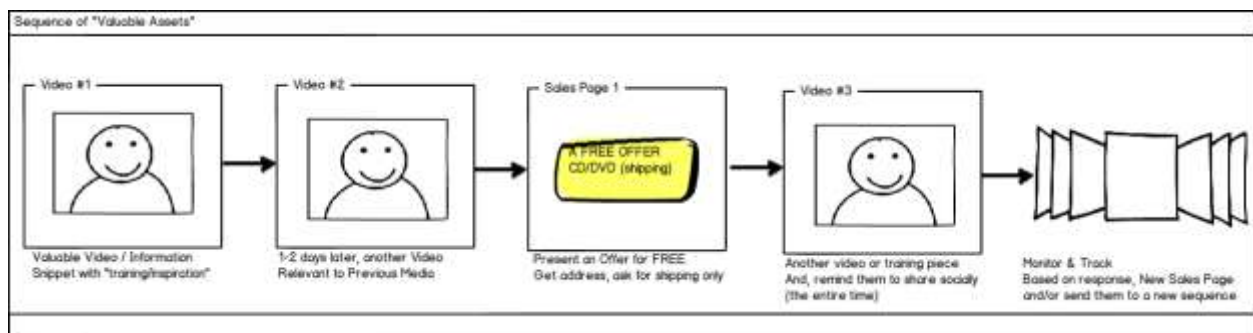 Sequence of "Valuable Assets"
Video #1
Valuable Video / Information
Snippet with "training/inspiration"
Video #2
1-2 days later, another Video
Relevant to Previous Media
Sales Page 1
A FREE OFFER
CD/DVD (shipping)
Present an Offer for FREE
Get address, ask for shipping only
Video #3
Another video or training piece
And, remind them to share socially
(the entire time)
Monitor & Track
Based on response, New Sales Page
and/or send them to a new sequence